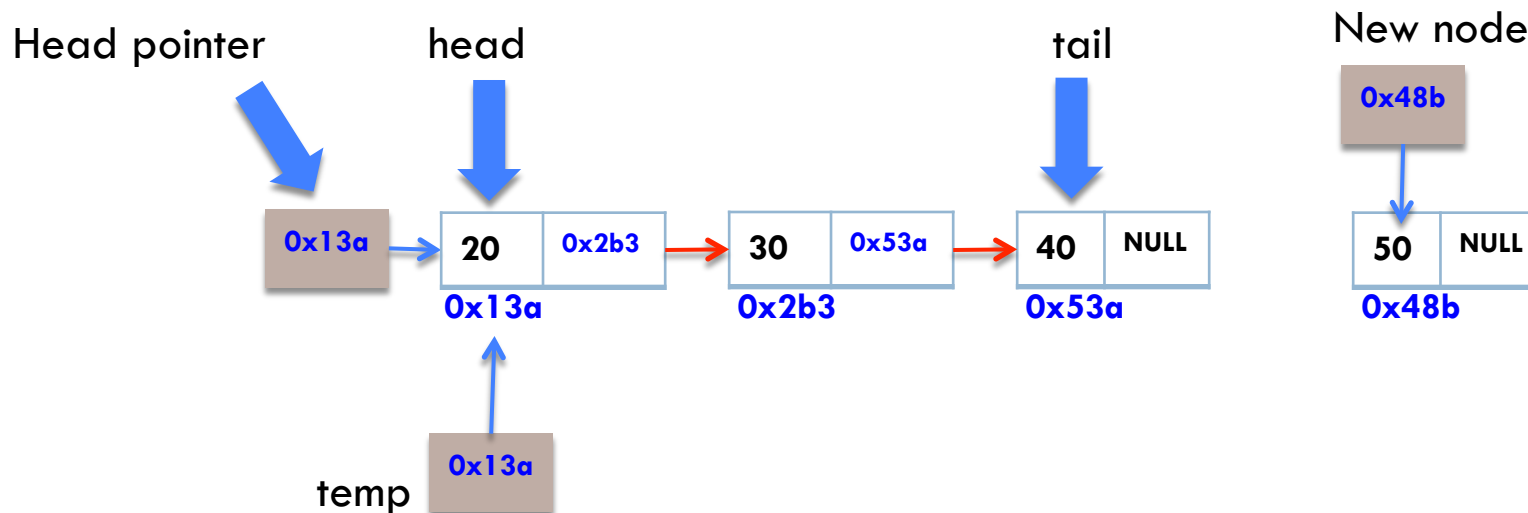 Head pointer
head
tail
New node
0x48b
0x13a
20
0x2b3
30
0x53a
40
NULL
50
NULL
0x13a
0x2b3
0x53a
0x48b
0x13a
temp